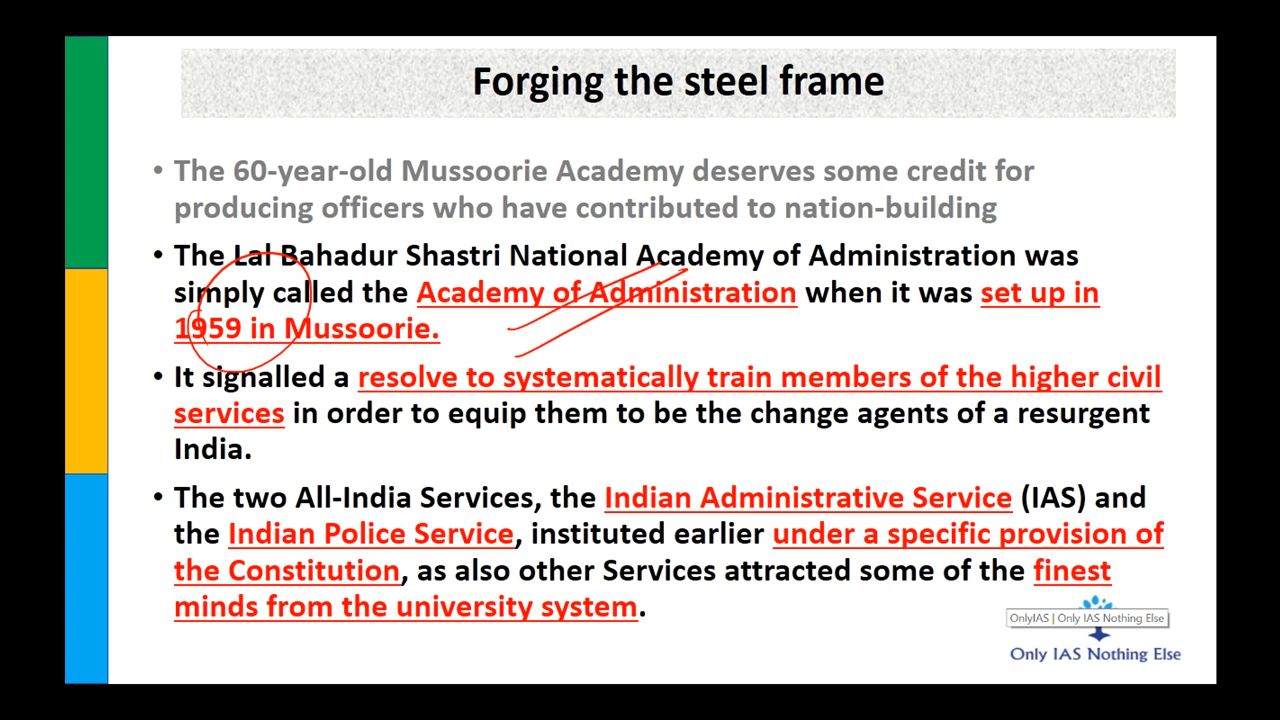 Forging the steel frame
• The 60-year-old Mussoorie Academy deserves some credit for
producing officers who have contributed to nation-building
• The Lal Bahadur Shastri National Academy of Administration was
simply called the Academy of Administration when it was set up in
1959 in Mussoorie.
• It signalled a resolve to systematically train members of the higher civil
services in order to equip them to be the change agents of a resurgent
India.
• The two All-India Services, the Indian Administrative Service (IAS) and
the Indian Police Service, instituted earlier under a specific provision of
the Constitution, as also other Services attracted some of the finest
minds from the university system.
OnlyIAS | Only IAS Nothing Else
Only IAS Nothing Else